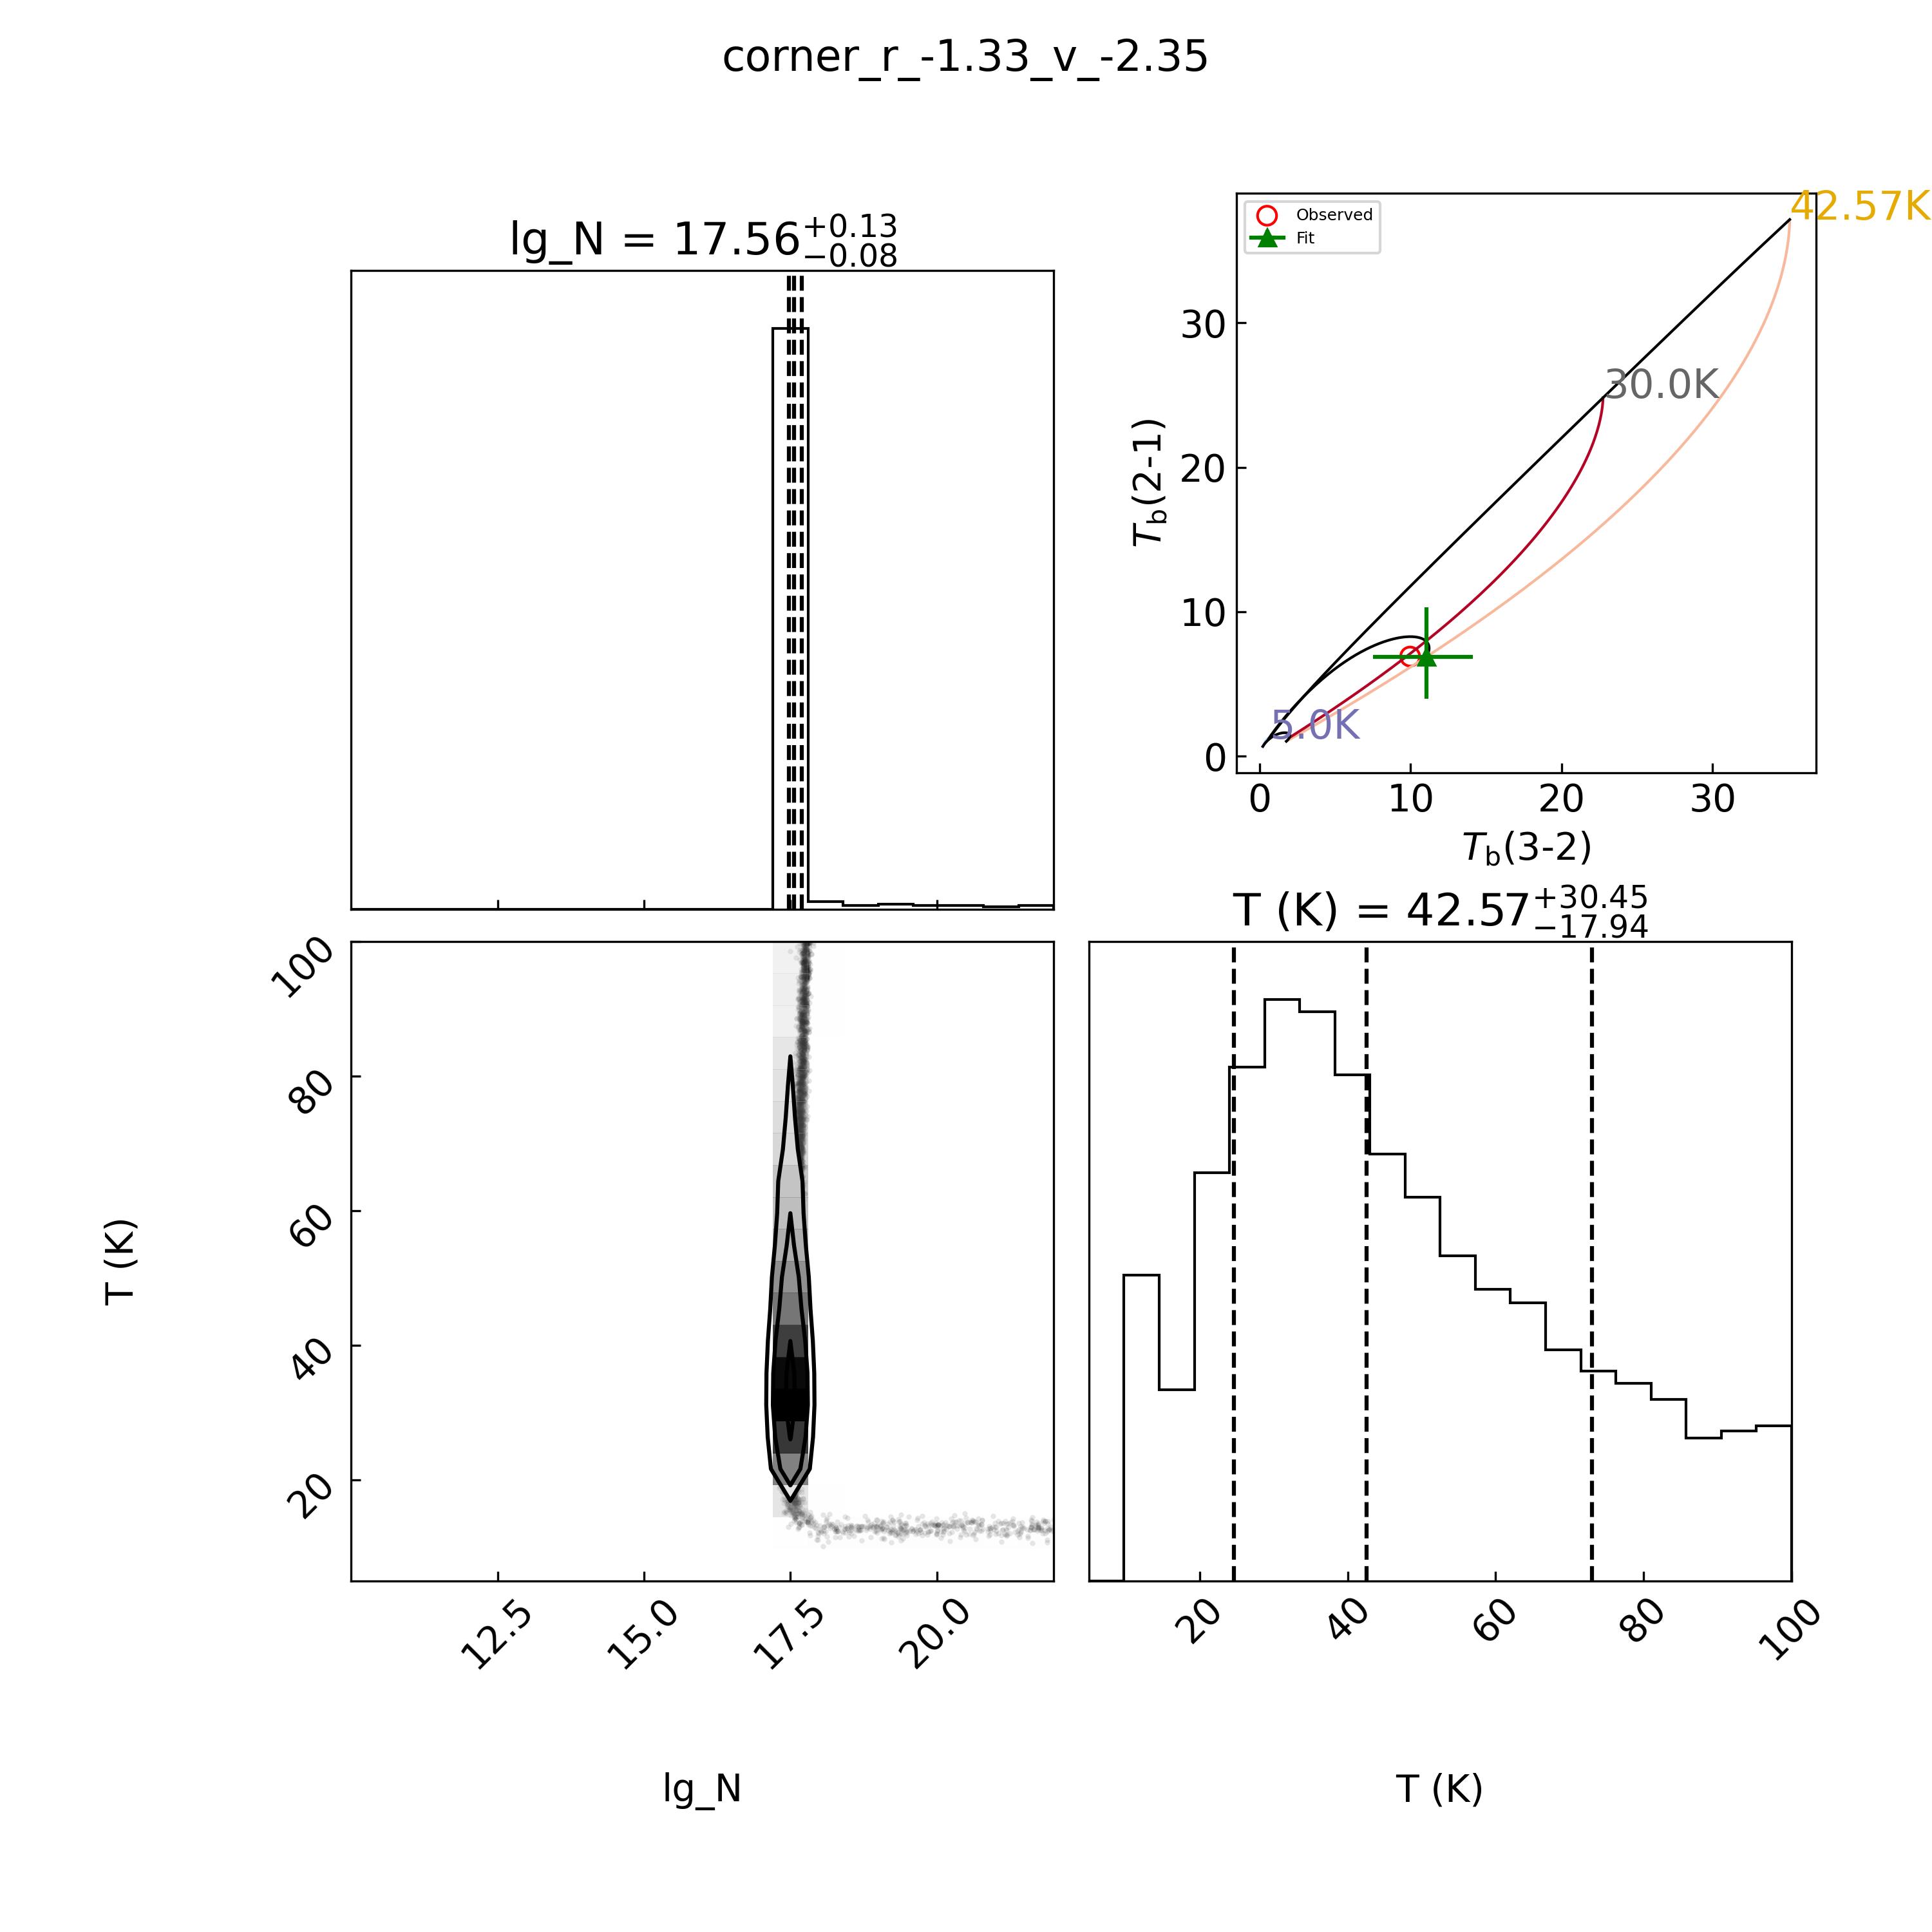 corner_r_-1.33_v_-2.35
lg_N = 17.56+0.13−0.08
Observed
Fit
42.57K
30.0K
5.0K
30
20
10
0
Tb(2-1)
0 10 20 30
Tb(3-2)
T (K) = 42.57+30.45−17.94
100
80
60
40
20
T (K)
12.5 15.0 17.5 20.0
lg_N
20 40 60 80 100
T (K)